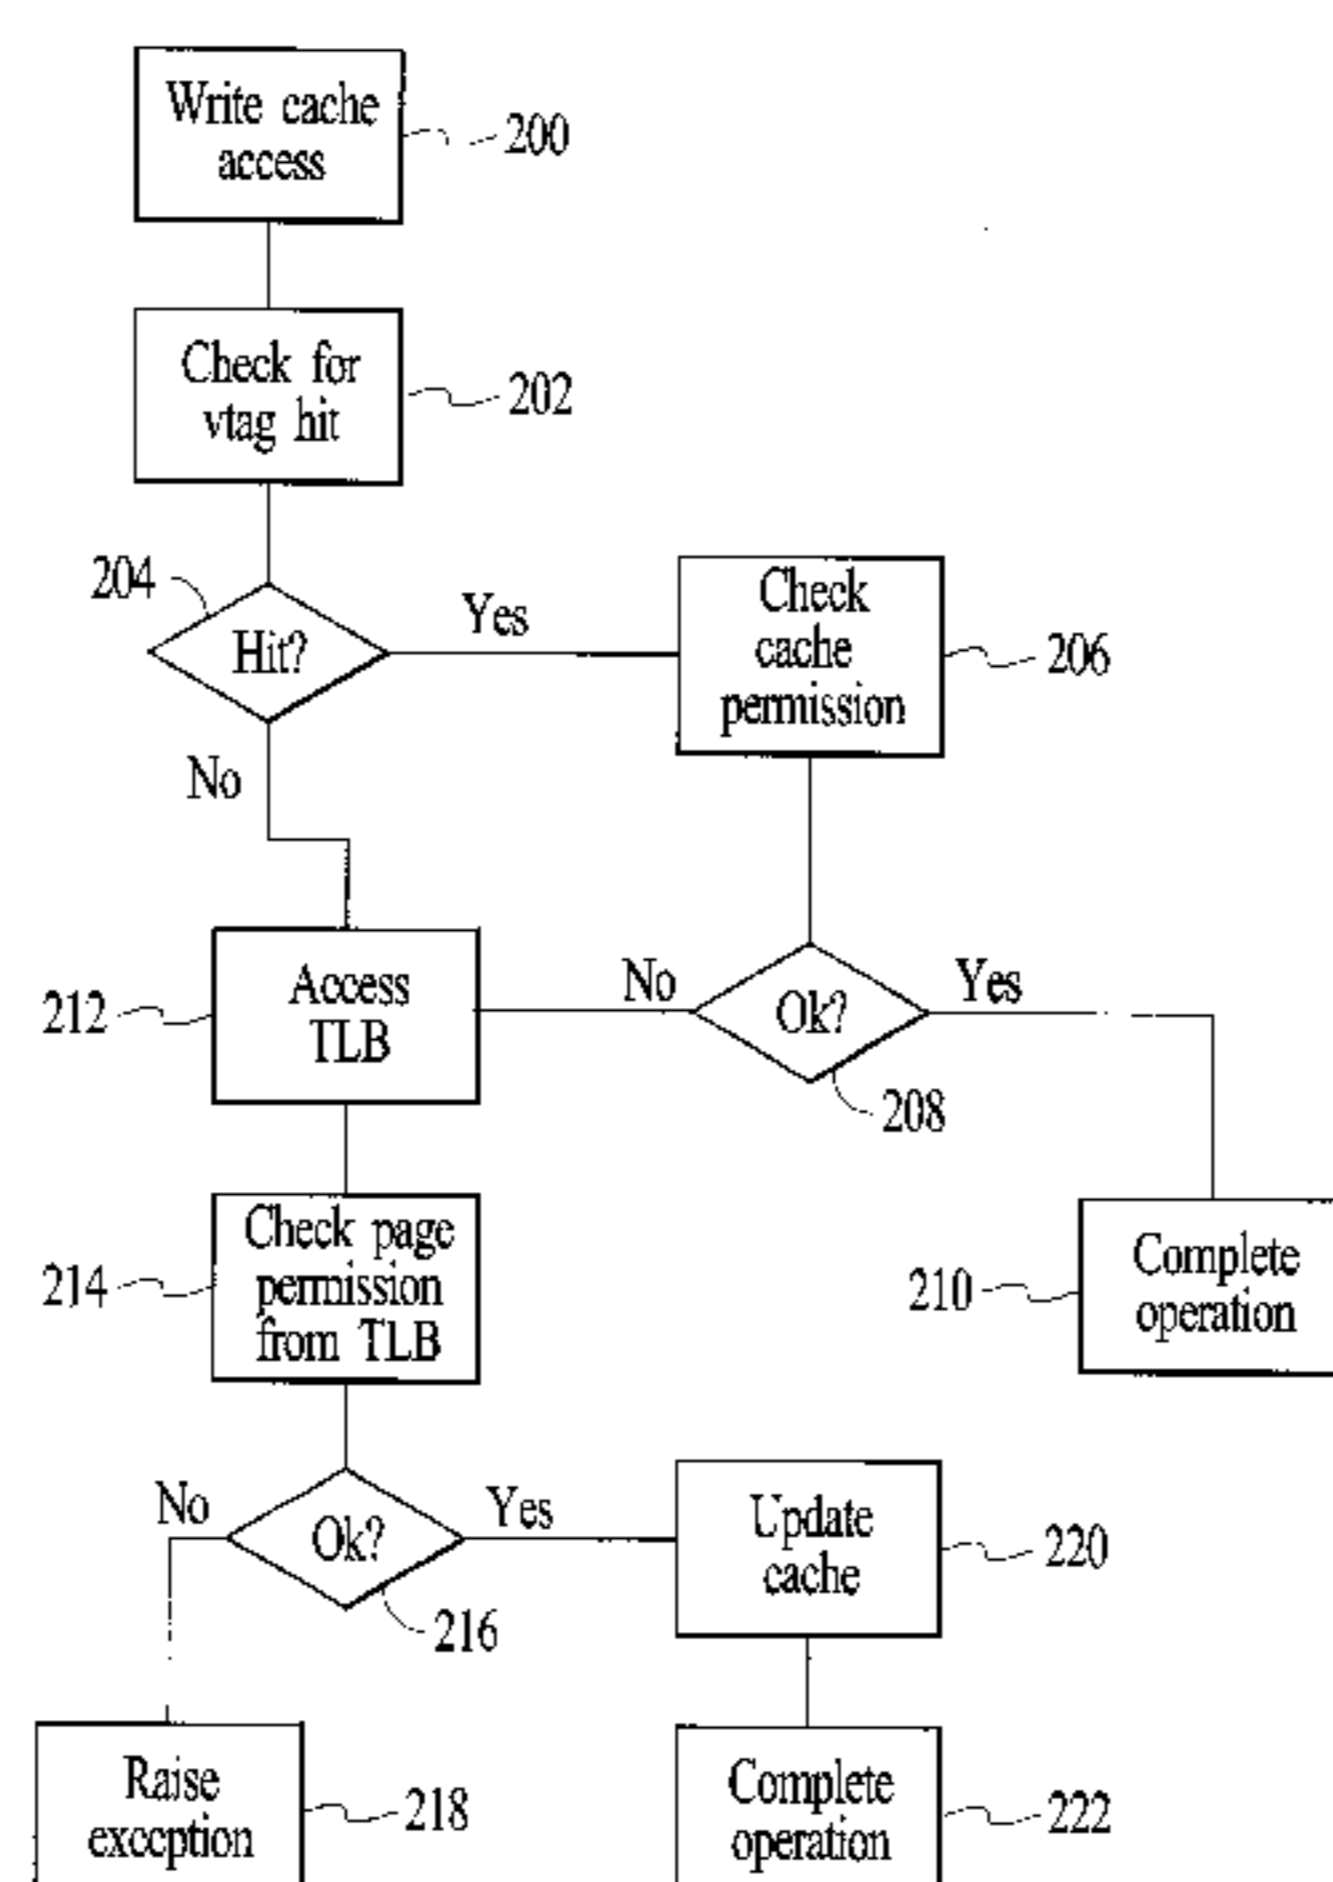 Write cache
access
200
Check for
vtag hit
202
204
Hit?
Yes
No
Check
cache
permission
206
Access
TLB
212
No
Ok?
Yes
208
Check page
permission
from TLB
214
Complete
operation
210
No
Ok?
Yes
216
Update
cache
220
Raise
exception
218
Complete
operation
222